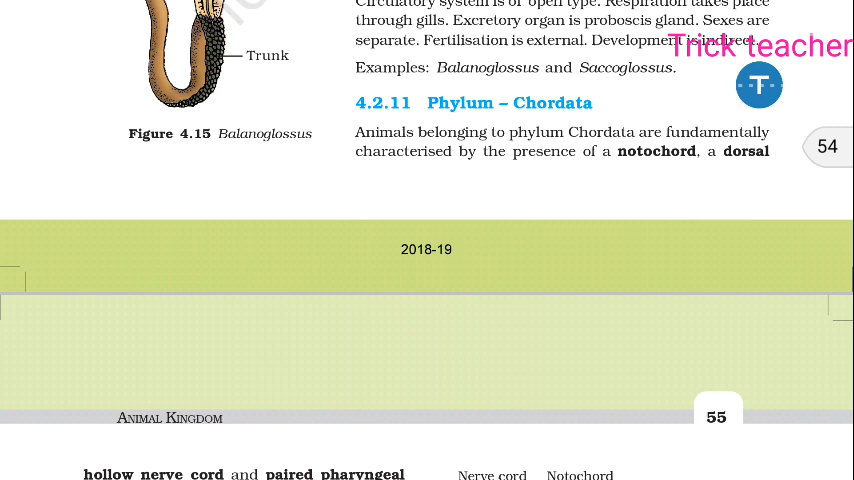 Circulatory system is of open type. Respiration takes place
through gills. Excretory organ is proboscis gland. Sexes are
separate. Fertilisation is external. Development is indirect.
Trick teacher
Trunk
Examples: Balanoglossus and Saccoglossus.
T
4.2.11 Phylum – Chordata
Figure 4.15 Balanoglossus
Animals belonging to phylum Chordata are fundamentally
characterised by the presence of a notochord, a dorsal
54
2018-19
ANIMAL KINGDOM
55
hollow nerve cord and paired pharyngeal
Nerve cord Notochord